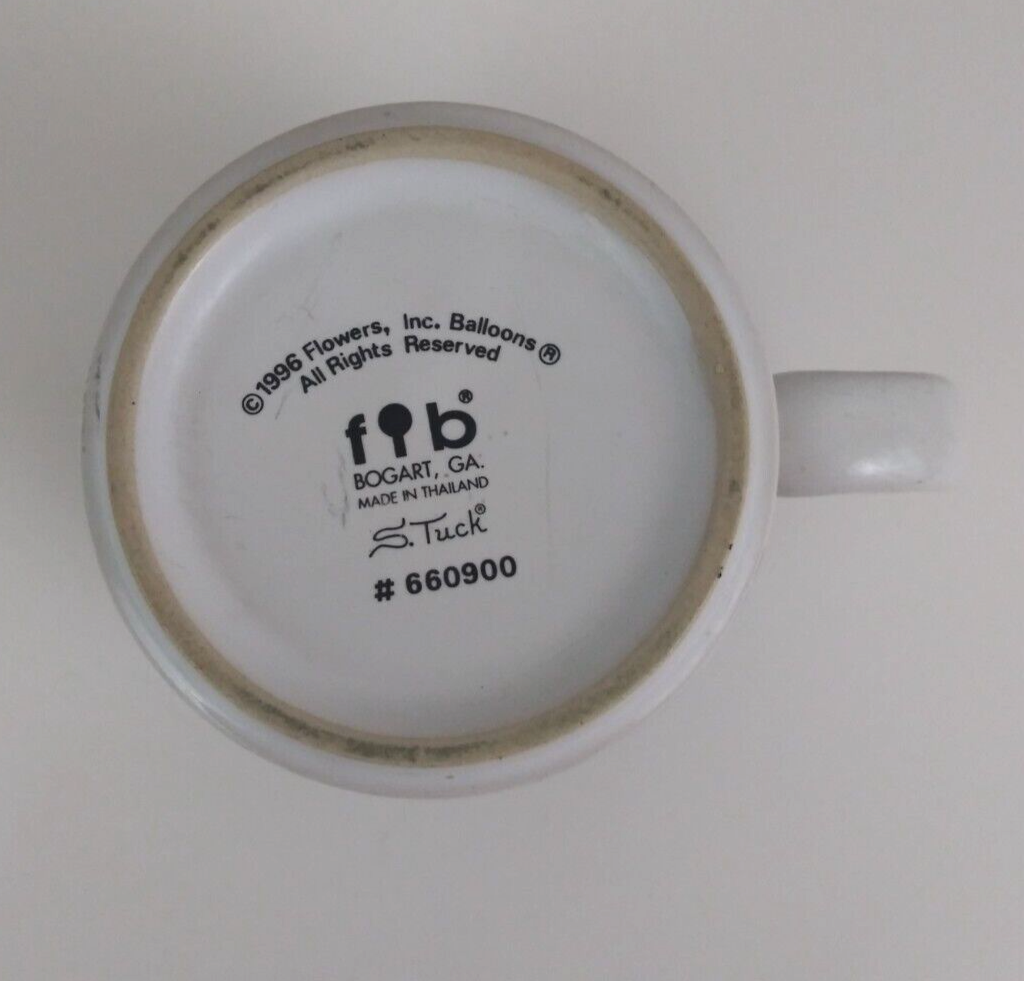 ©1996 Flowers, Inc. Balloons®
All Rights Reserved
fib®
BOGART, GA.
MADE IN THAILAND
S. Tuck®
# 660900